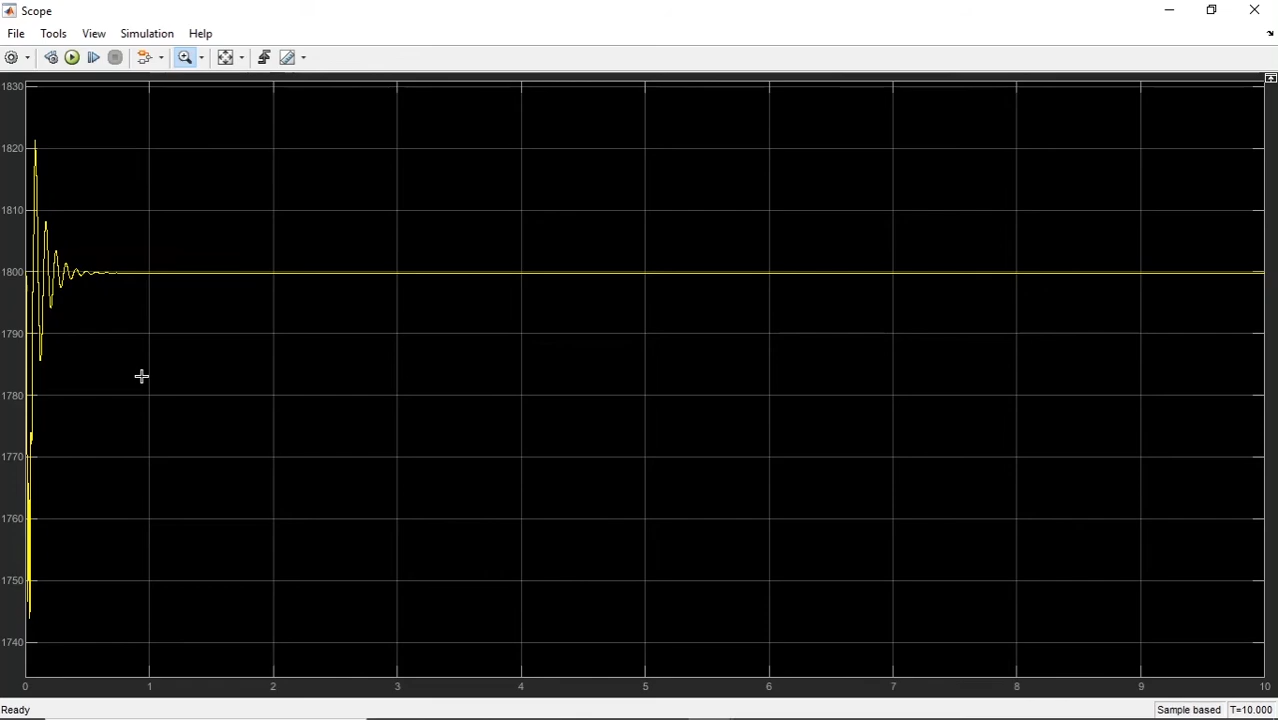 Scope
File Tools View Simulation Help
1830
1820
1810
1800
1790
1780
1770
1760
1750
1740
0 1 2 3 4 5 6 7 8 9 10
Ready Sample based T=10.000